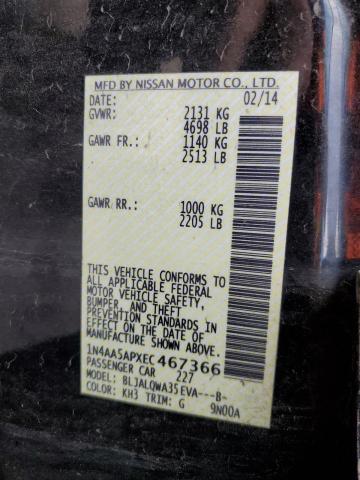 MFD BY NISSAN MOTOR CO., LTD.
DATE: 02/14
GVWR: 2131 KG
4698 LB
GAWR FR.: 1140 KG
2513 LB
GAWR RR.: 1000 KG
2205 LB
THIS VEHICLE CONFORMS TO
ALL APPLICABLE FEDERAL
MOTOR VEHICLE SAFETY,
BUMPER, AND THEFT
PREVENTION STANDARDS IN
EFFECT ON THE DATE OF
MANUFACTURE SHOWN ABOVE.
1N4AA5APXEC467366
PASSENGER CAR 227
MODEL: BLJALQWA35EVA---B-
COLOR: KH3 TRIM: G 9N00A